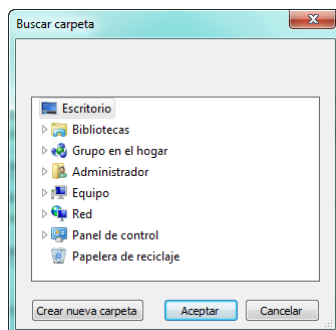 Buscar carpeta
Escritorio
Bibliotecas
Grupo en el hogar
Administrador
Equipo
Red
Panel de control
Papelera de reciclaje
Crear nueva carpeta Aceptar Cancelar